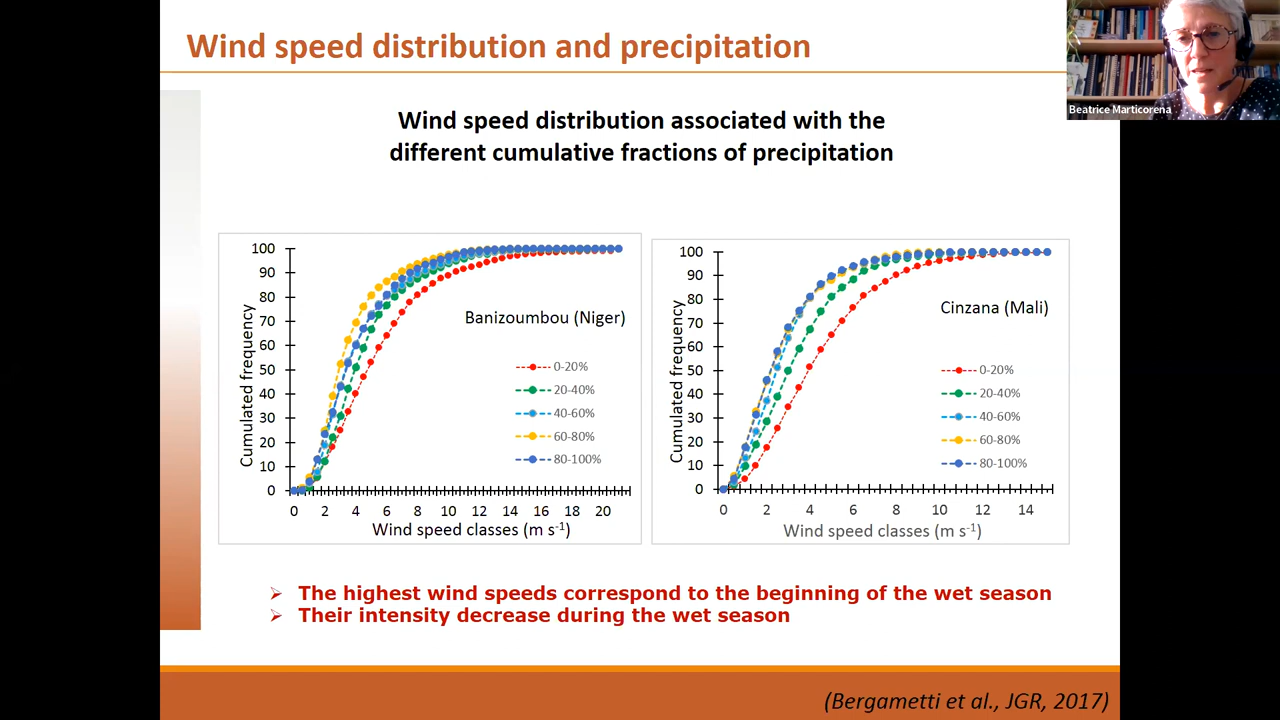 Wind speed distribution and precipitation
Beatrice Marticorena
Wind speed distribution associated with the
different cumulative fractions of precipitation
Cumulated frequency
100
90
80
70
60
50
40
30
20
10
0
Banizoumbou (Niger)
0-20%
20-40%
40-60%
60-80%
80-100%
0 2 4 6 8 10 12 14 16 18 20
Wind speed classes (m s-1)
Cumulated frequency
100
90
80
70
60
50
40
30
20
10
0
Cinzana (Mali)
0-20%
20-40%
40-60%
60-80%
80-100%
0 2 4 6 8 10 12 14
Wind speed classes (m s-1)
The highest wind speeds correspond to the beginning of the wet season
Their intensity decrease during the wet season
(Bergametti et al., JGR, 2017)